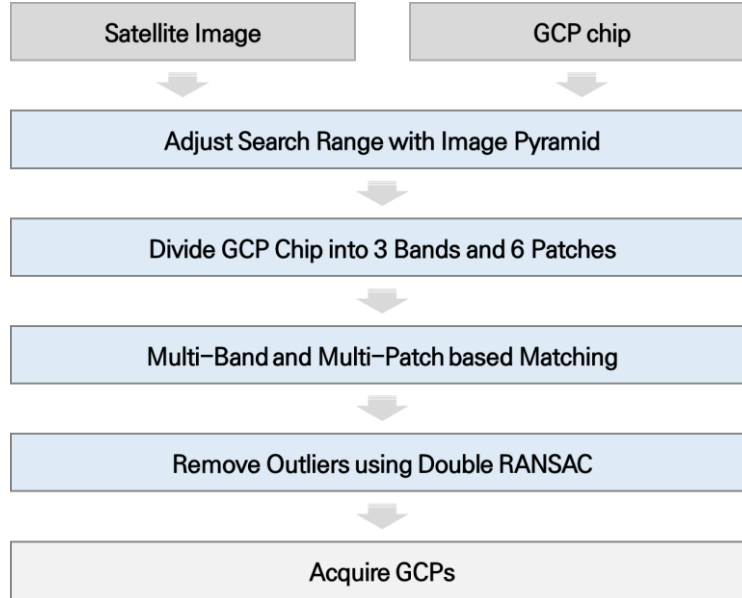 Satellite Image
GCP chip
Adjust Search Range with Image Pyramid
Divide GCP Chip into 3 Bands and 6 Patches
Multi-Band and Multi-Patch based Matching
Remove Outliers using Double RANSAC
Acquire GCPs